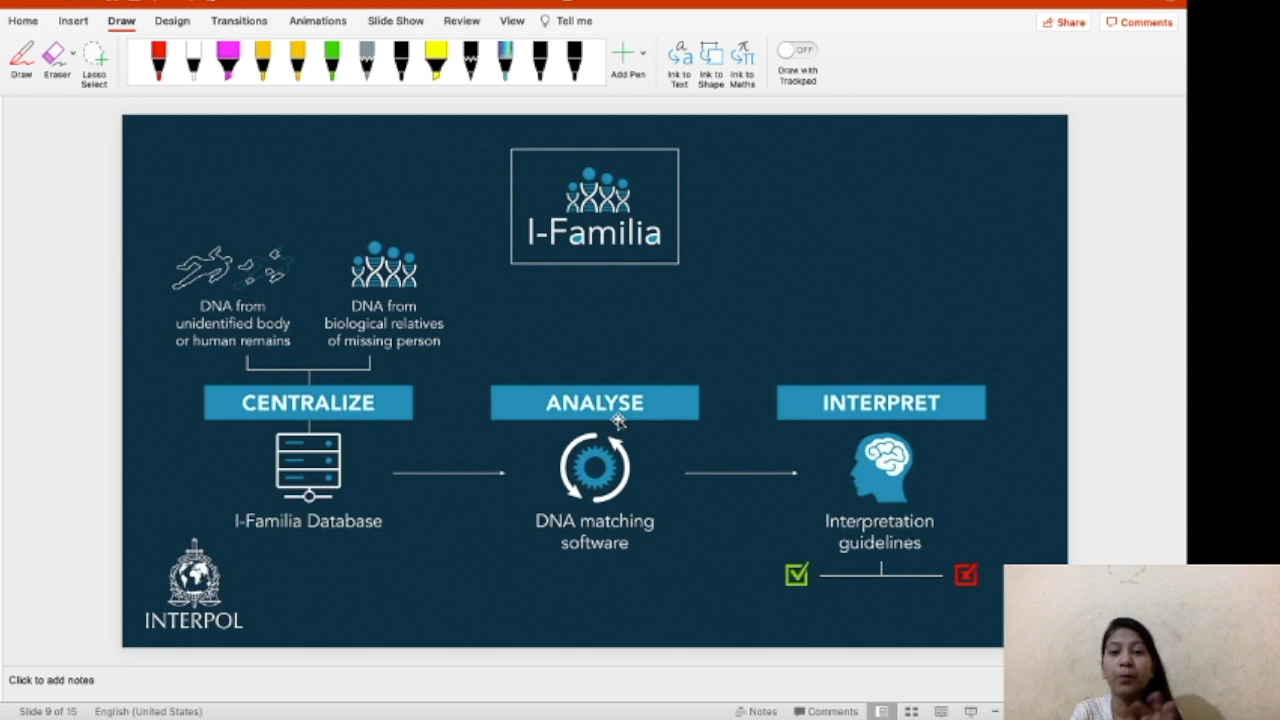 Home Insert Draw Design Transitions Animations Slide Show Review View Tell me Share Comments
Draw Eraser Lasso Select Add Pen Ink to Text Ink to Shape Ink to Maths OFF Draw with Trackpad
I-Familia
DNA from
unidentified body
or human remains
DNA from
biological relatives
of missing person
CENTRALIZE
ANALYSE
INTERPRET
I-Familia Database
DNA matching
software
Interpretation
guidelines
INTERPOL
Click to add notes
Slide 9 of 15 English (United States) Notes Comments